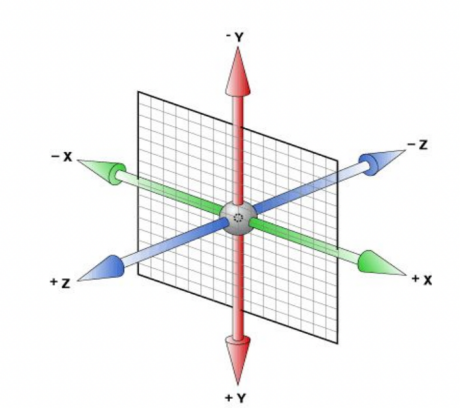 - Y
- X
- Z
+ Z
+ X
+ Y